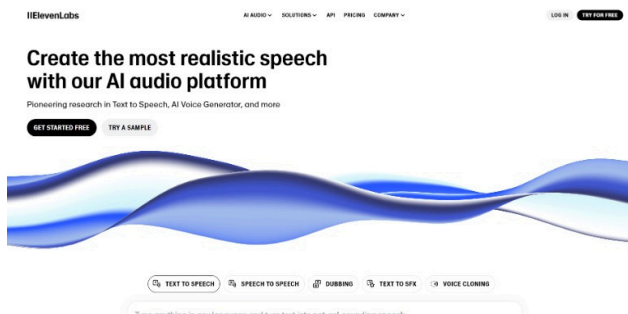 IIElevenLabs
AI AUDIO SOLUTIONS API PRICING COMPANY
LOG IN TRY FOR FREE
Create the most realistic speech
with our AI audio platform
Pioneering research in Text to Speech, AI Voice Generator, and more
GET STARTED FREE TRY A SAMPLE
TEXT TO SPEECH SPEECH TO SPEECH DUBBING TEXT TO SFX VOICE CLONING